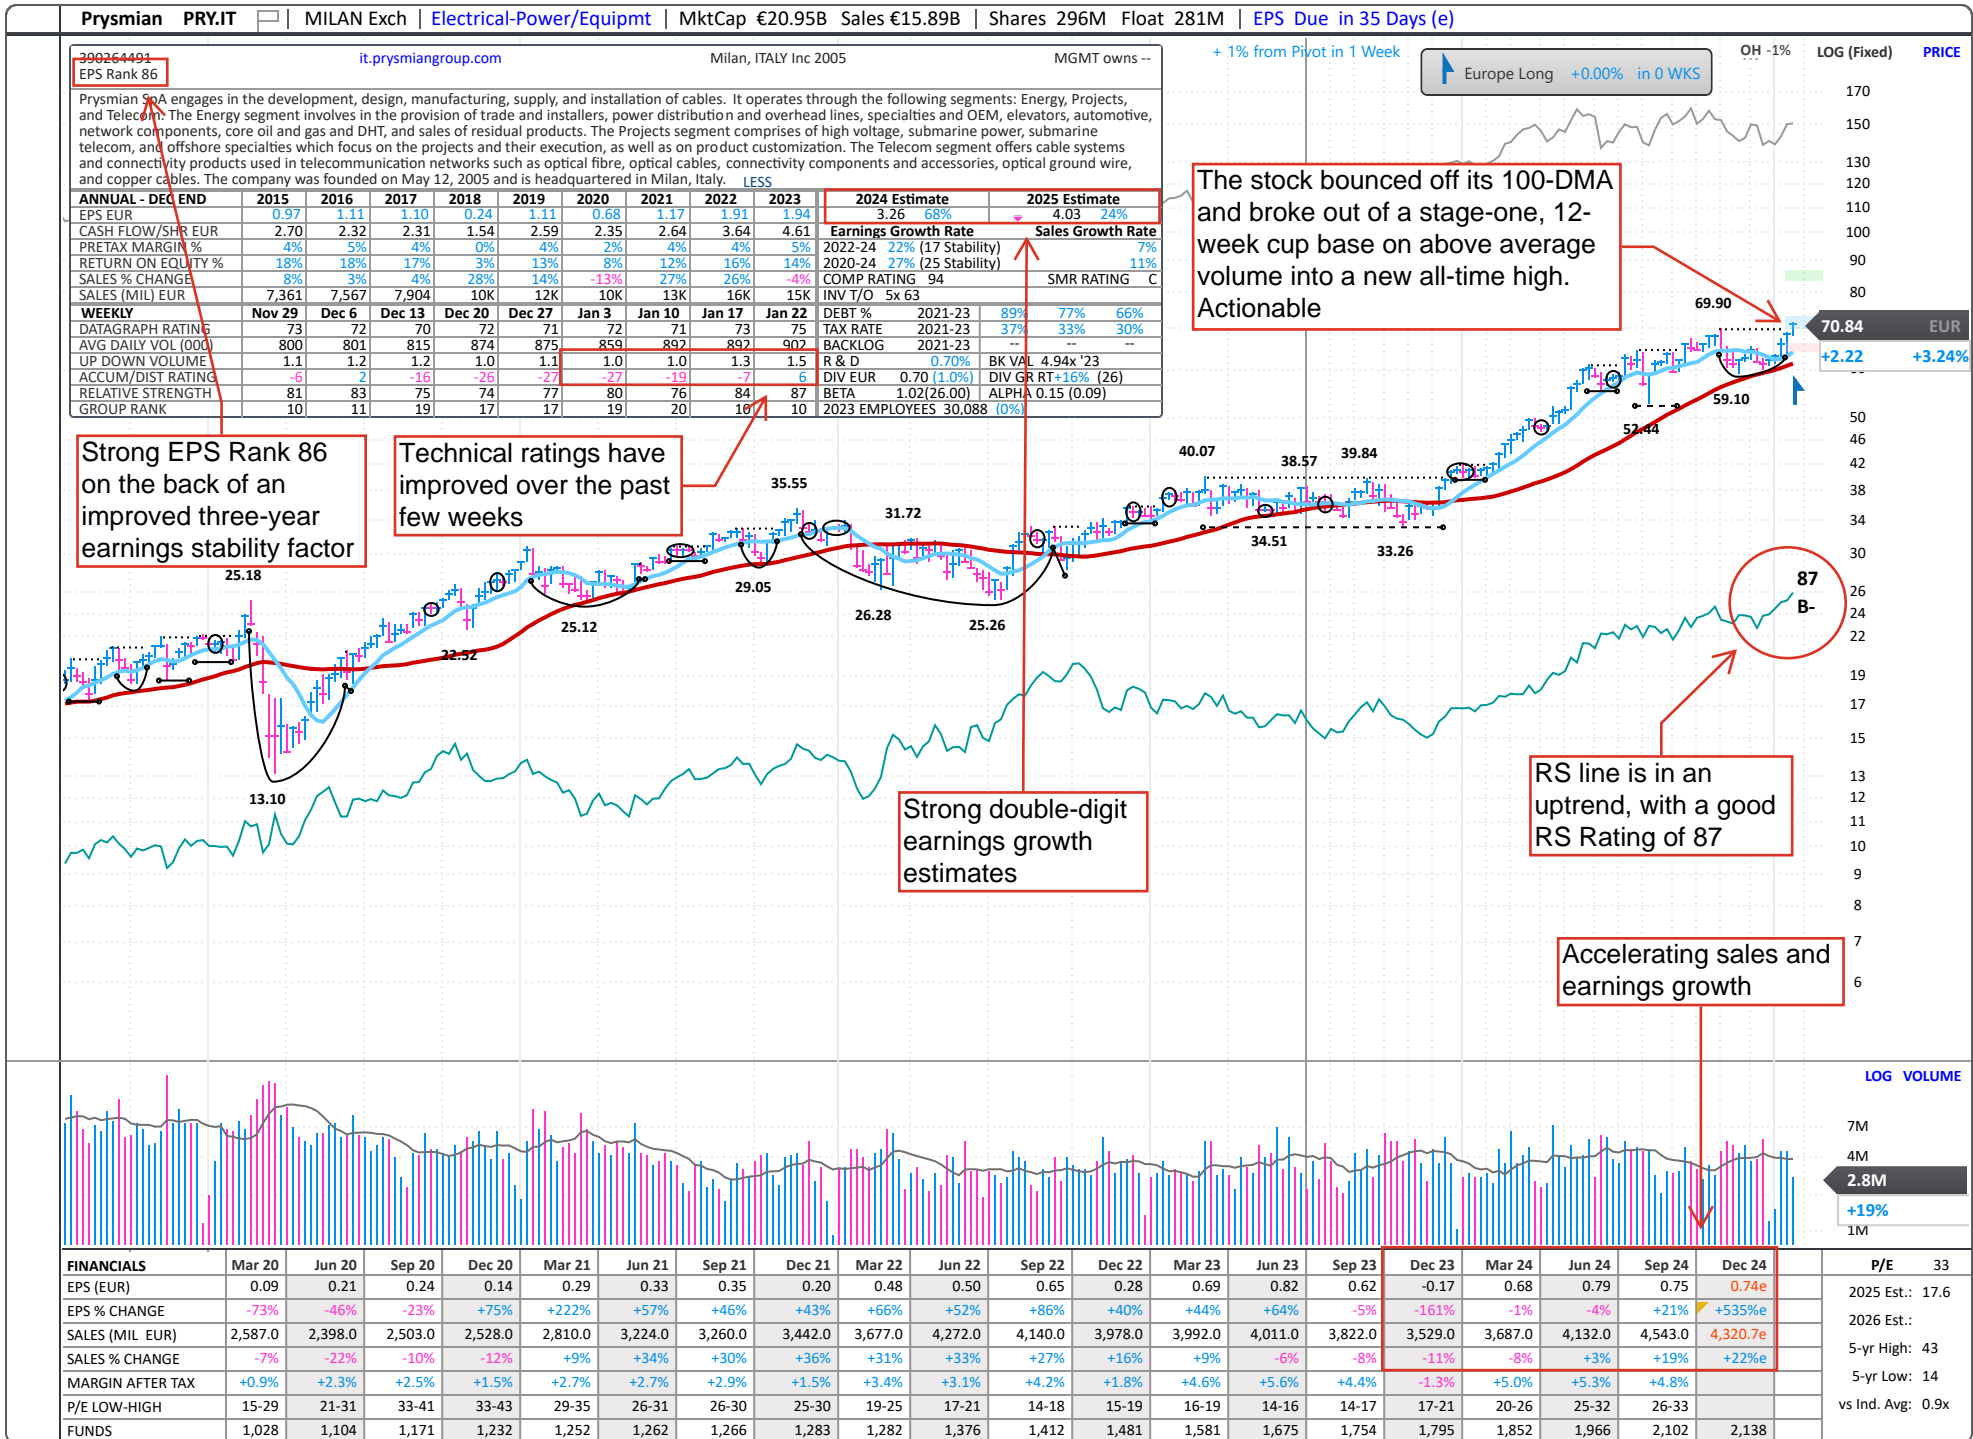 Prysmian PRY.IT MILAN Exch Electrical-Power/Equipmt MktCap €20.95B Sales €15.89B Shares 296M Float 281M EPS Due in 35 Days (e)
390264491 it.prysmiangroup.com Milan, ITALY Inc 2005 MGMT owns --
EPS Rank 86
+ 1% from Pivot in 1 Week
Europe Long +0.00% in 0 WKS
OH -1% LOG (Fixed) PRICE
Prysmian SpA engages in the development, design, manufacturing, supply, and installation of cables. It operates through the following segments: Energy, Projects,
and Telecom. The Energy segment involves in the provision of trade and installers, power distribution and overhead lines, specialties and OEM, elevators, automotive,
network components, core oil and gas and DHT, and sales of residual products. The Projects segment comprises of high voltage, submarine power, submarine
telecom, and offshore specialties which focus on the projects and their execution, as well as on product customization. The Telecom segment offers cable systems
and connectivity products used in telecommunication networks such as optical fibre, optical cables, connectivity components and accessories, optical ground wire,
and copper cables. The company was founded on May 12, 2005 and is headquartered in Milan, Italy. LESS
ANNUAL - DEC END 2015 2016 2017 2018 2019 2020 2021 2022 2023 2024 Estimate 2025 Estimate
EPS EUR 0.97 1.11 1.10 0.24 1.11 0.68 1.17 1.91 1.94 3.26 68% 4.03 24%
CASH FLOW/SHR EUR 2.70 2.32 2.31 1.54 2.59 2.35 2.64 3.64 4.61 Earnings Growth Rate Sales Growth Rate
PRETAX MARGIN % 4% 5% 4% 0% 4% 2% 4% 4% 5% 2022-24 22% (17 Stability) 7%
RETURN ON EQUITY % 18% 18% 17% 3% 13% 8% 12% 16% 14% 2020-24 27% (25 Stability) 11%
SALES % CHANGE 8% 3% 4% 28% 14% -13% 27% 26% -4% COMP RATING 94 SMR RATING C
SALES (MIL) EUR 7,361 7,567 7,904 10K 12K 10K 13K 16K 15K INV T/O 5x 63
WEEKLY Nov 29 Dec 6 Dec 13 Dec 20 Dec 27 Jan 3 Jan 10 Jan 17 Jan 22 DEBT % 2021-23 89% 77% 66%
DATAGRAPH RATING 73 72 70 72 71 72 71 73 75 TAX RATE 2021-23 37% 33% 30%
AVG DAILY VOL (000) 800 801 815 874 875 859 892 892 902 BACKLOG 2021-23 -- -- --
UP DOWN VOLUME 1.1 1.2 1.2 1.0 1.1 1.0 1.0 1.3 1.5 R & D 0.70% BK VAL 4.94x '23
ACCUM/DIST RATING -6 2 -16 -26 -27 -27 -19 -7 6 DIV EUR 0.70 (1.0%) DIV GR RT +16% (26)
RELATIVE STRENGTH 81 83 75 74 77 80 76 84 87 BETA 1.02(26.00) ALPHA 0.15 (0.09)
GROUP RANK 10 11 19 17 17 19 20 10 10 2023 EMPLOYEES 30,088 (0%)
The stock bounced off its 100-DMA
and broke out of a stage-one, 12-
week cup base on above average
volume into a new all-time high.
Actionable
Strong EPS Rank 86
on the back of an
improved three-year
earnings stability factor
Technical ratings have
improved over the past
few weeks
170
150
130
120
110
100
90
80
70.84 EUR
+2.22 +3.24%
50
46
42
38
34
30
26
24
22
19
17
15
13
12
11
10
9
8
7
6
69.90
59.10
52.44
40.07
38.57
39.84
34.51
33.26
35.55
31.72
29.05
26.28
25.26
25.18
25.12
22.52
13.10
87
B-
Strong double-digit
earnings growth
estimates
RS line is in an
uptrend, with a good
RS Rating of 87
Accelerating sales and
earnings growth
LOG VOLUME
7M
4M
2.8M
+19%
1M
FINANCIALS Mar 20 Jun 20 Sep 20 Dec 20 Mar 21 Jun 21 Sep 21 Dec 21 Mar 22 Jun 22 Sep 22 Dec 22 Mar 23 Jun 23 Sep 23 Dec 23 Mar 24 Jun 24 Sep 24 Dec 24 P/E 33
EPS (EUR) 0.09 0.21 0.24 0.14 0.29 0.33 0.35 0.20 0.48 0.50 0.65 0.28 0.69 0.82 0.62 -0.17 0.68 0.79 0.75 0.74e 2025 Est.: 17.6
EPS % CHANGE -73% -46% -23% +75% +222% +57% +46% +43% +66% +52% +86% +40% +44% +64% -5% -161% -1% -4% +21% +535%e 2026 Est.:
SALES (MIL EUR) 2,587.0 2,398.0 2,503.0 2,528.0 2,810.0 3,224.0 3,260.0 3,442.0 3,677.0 4,272.0 4,140.0 3,978.0 3,992.0 4,011.0 3,822.0 3,529.0 3,687.0 4,132.0 4,543.0 4,320.7e 5-yr High: 43
SALES % CHANGE -7% -22% -10% -12% +9% +34% +30% +36% +31% +33% +27% +16% +9% -6% -8% -11% -8% +3% +19% +22%e
MARGIN AFTER TAX +0.9% +2.3% +2.5% +1.5% +2.7% +2.7% +2.9% +1.5% +3.4% +3.1% +4.2% +1.8% +4.6% +5.6% +4.4% -1.3% +5.0% +5.3% +4.8% 5-yr Low: 14
P/E LOW-HIGH 15-29 21-31 33-41 33-43 29-35 26-31 26-30 25-30 19-25 17-21 14-18 15-19 16-19 14-16 14-17 17-21 20-26 25-32 26-33 vs Ind. Avg: 0.9x
FUNDS 1,028 1,104 1,171 1,232 1,252 1,262 1,266 1,283 1,282 1,376 1,412 1,481 1,581 1,675 1,754 1,795 1,852 1,966 2,102 2,138